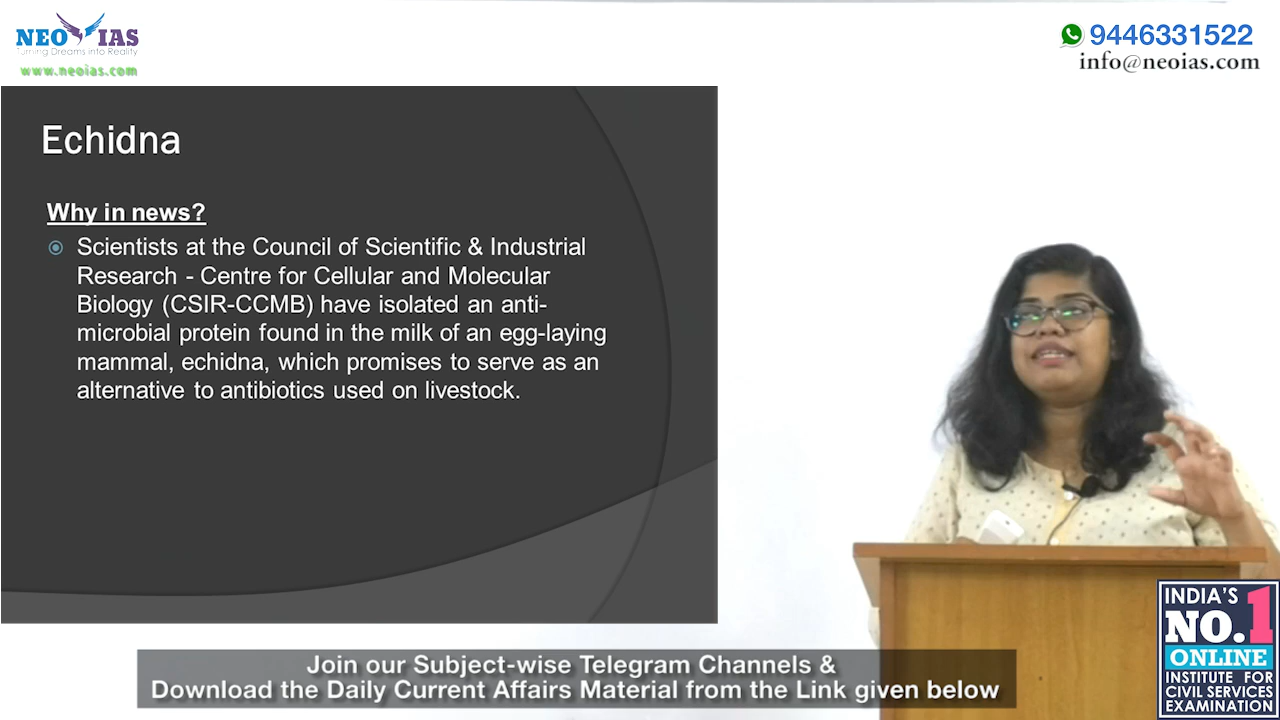 NEO IAS
Turning Dreams into Reality
www.neoias.com
9446331522
info@neoias.com
Echidna
Why in news?
Scientists at the Council of Scientific & Industrial
Research - Centre for Cellular and Molecular
Biology (CSIR-CCMB) have isolated an anti-
microbial protein found in the milk of an egg-laying
mammal, echidna, which promises to serve as an
alternative to antibiotics used on livestock.
Join our Subject-wise Telegram Channels &
Download the Daily Current Affairs Material from the Link given below
INDIA'S
NO.1
ONLINE
INSTITUTE FOR
CIVIL SERVICES
EXAMINATION